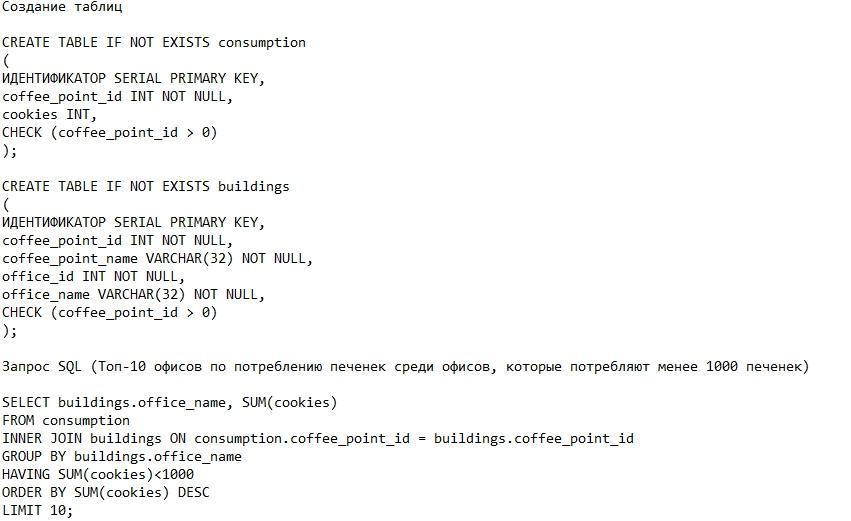 Создание таблиц
CREATE TABLE IF NOT EXISTS consumption
(
ИДЕНТИФИКАТОР SERIAL PRIMARY KEY,
coffee_point_id INT NOT NULL,
cookies INT,
CHECK (coffee_point_id > 0)
);
CREATE TABLE IF NOT EXISTS buildings
(
ИДЕНТИФИКАТОР SERIAL PRIMARY KEY,
coffee_point_id INT NOT NULL,
coffee_point_name VARCHAR(32) NOT NULL,
office_id INT NOT NULL,
office_name VARCHAR(32) NOT NULL,
CHECK (coffee_point_id > 0)
);
Запрос SQL (Топ-10 офисов по потреблению печенек среди офисов, которые потребляют менее 1000 печенек)
SELECT buildings.office_name, SUM(cookies)
FROM consumption
INNER JOIN buildings ON consumption.coffee_point_id = buildings.coffee_point_id
GROUP BY buildings.office_name
HAVING SUM(cookies)<1000
ORDER BY SUM(cookies) DESC
LIMIT 10;